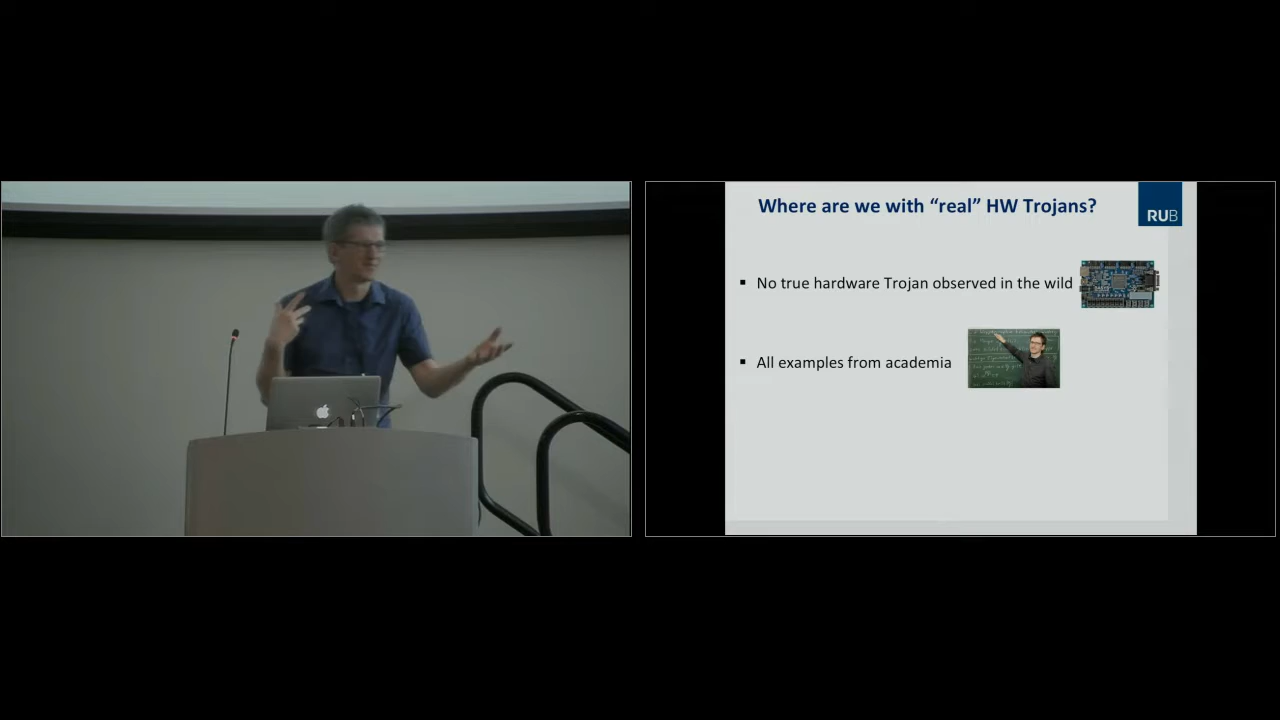 Where are we with “real” HW Trojans?
RUB
▪ No true hardware Trojan observed in the wild
▪ All examples from academia